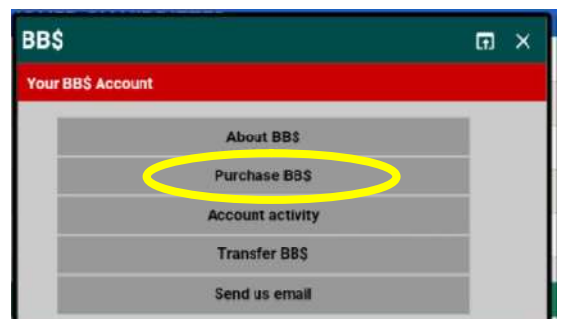 BB$
Your BB$ Account
About BB$
Purchase BB$
Account activity
Transfer BB$
Send us email